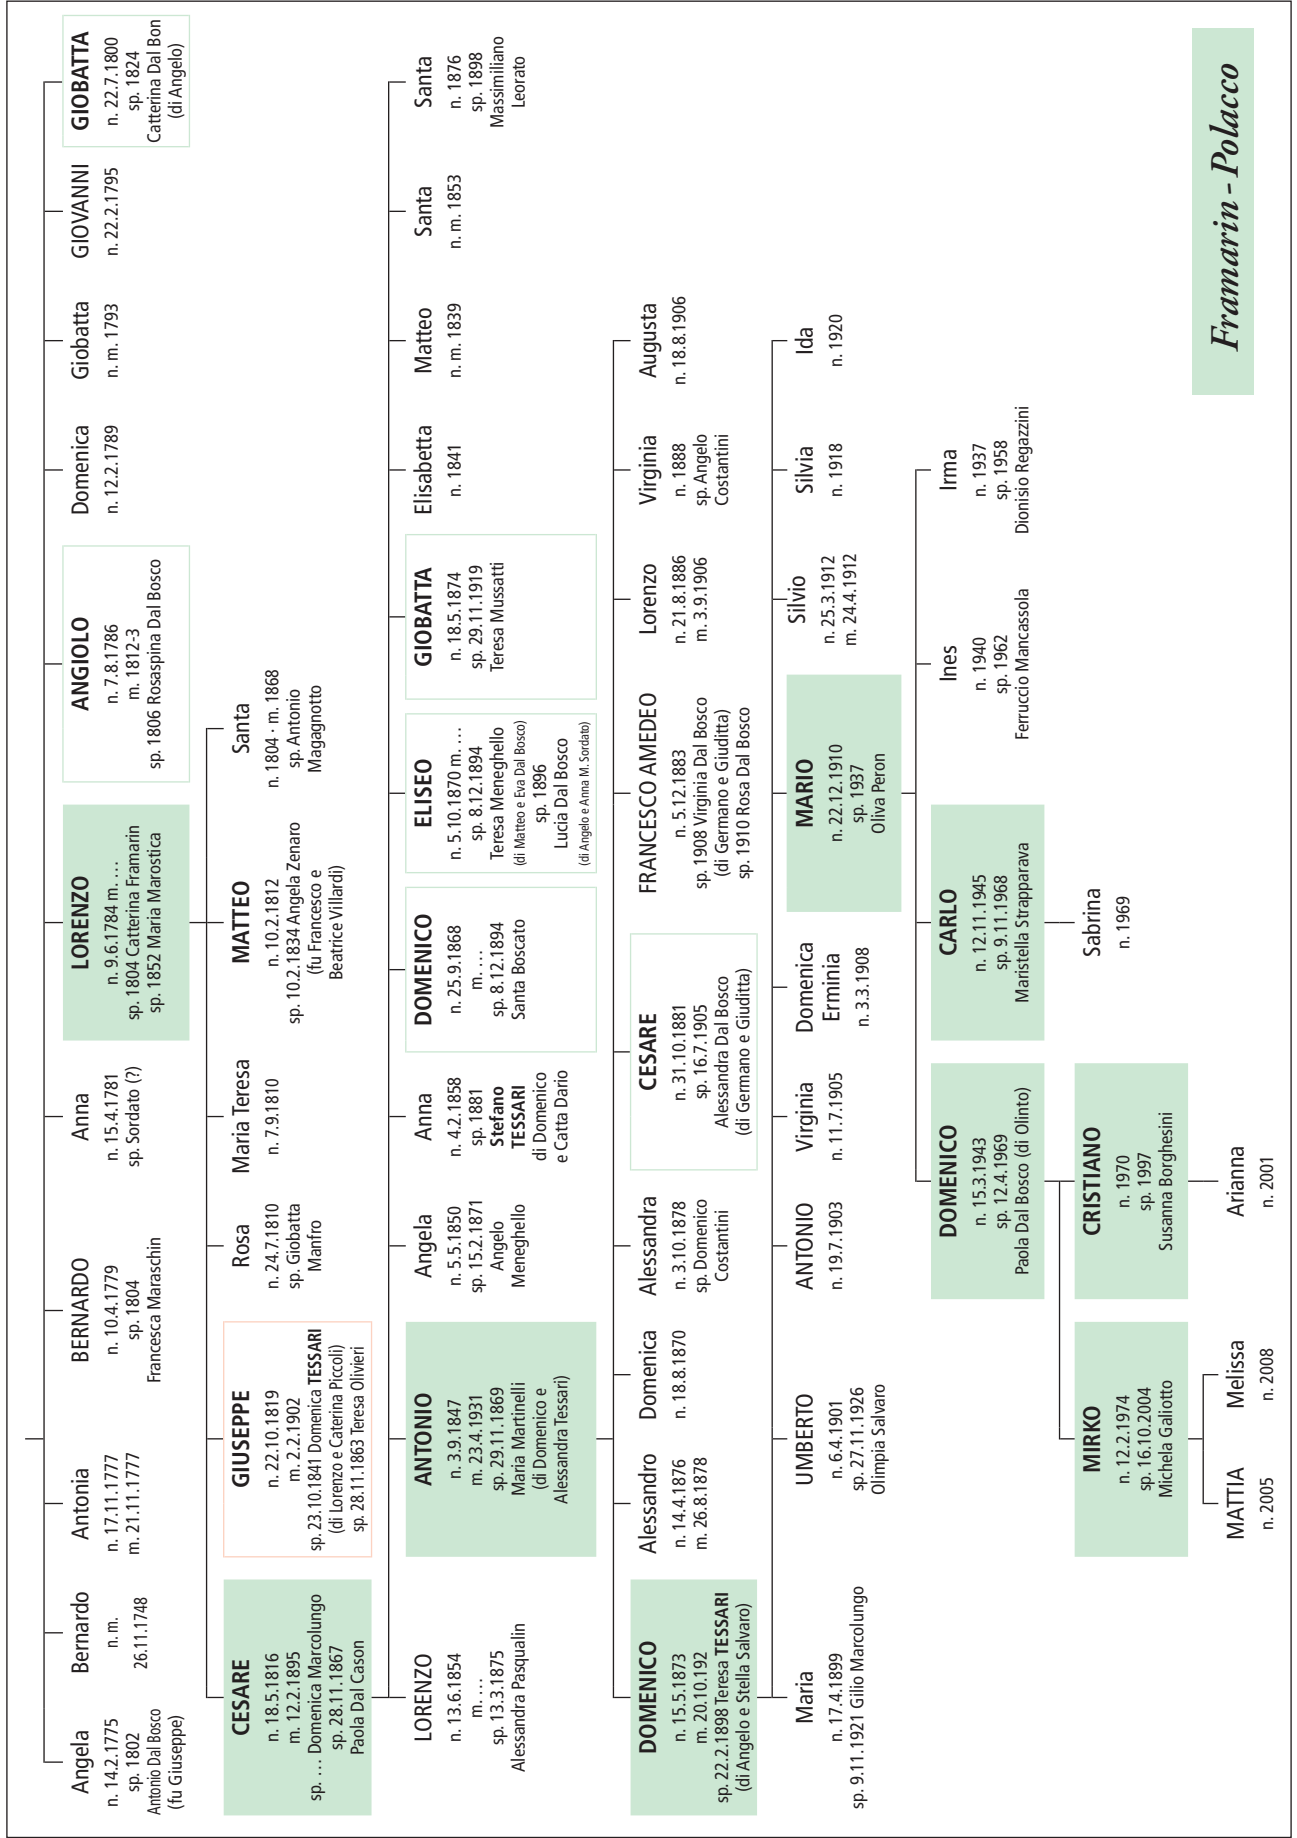 Angela
n. 14.2.1775
sp. 1802
Antonio Dal Bosco
(fu Giuseppe)
Bernardo
n.m.
26.11.1748
Antonia
n. 17.11.1777
m. 21.11.1777
BERNARDO
n. 10.4.1779
sp. 1804
Francesca Maraschin
Anna
n. 15.4.1781
sp. Sordato (?)
LORENZO
n. 9.6.1784 m. …
sp. 1804 Catterina Framarin
sp. 1852 Maria Marostica
ANGIOLO
n. 7.8.1786
m. 1812-3
sp. 1806 Rosaspina Dal Bosco
Domenica
n. 12.2.1789
Giobatta
n. m. 1793
GIOVANNI
n. 22.2.1795
GIOBATTA
n. 22.7.1800
sp. 1824
Catterina Dal Bon
(di Angelo)
CESARE
n. 18.5.1816
m. 12.2.1895
sp. … Domenica Marcolungo
sp. 28.11.1867
Paola Dal Cason
GIUSEPPE
n. 22.10.1819
m. 2.2.1902
sp. 23.10.1841 Domenica TESSARI
(di Lorenzo e Caterina Piccoli)
sp. 28.11.1863 Teresa Olivieri
Rosa
n. 24.7.1810
sp. Giobatta
Manfro
Maria Teresa
n. 7.9.1810
MATTEO
n. 10.2.1812
sp. 10.2.1834 Angela Zenaro
(fu Francesco e
Beatrice Villardi)
Santa
n. 1804 · m. 1868
sp. Antonio
Magagnotto
LORENZO
n. 13.6.1854
m. …
sp. 13.3.1875
Alessandra Pasqualin
ANTONIO
n. 3.9.1847
m. 23.4.1931
sp. 29.11.1869
Maria Martinelli
(di Domenico e
Alessandra Tessari)
Angela
n. 5.5.1850
sp. 15.2.1871
Angelo
Meneghello
Anna
n. 4.2.1858
sp. 1881
Stefano
TESSARI
di Domenico
e Catta Dario
DOMENICO
n. 25.9.1868
m. …
sp. 8.12.1894
Santa Boscato
ELISEO
n. 5.10.1870 m. …
sp. 8.12.1894
Teresa Meneghello
(di Matteo e Eva Dal Bosco)
sp. 1896
Lucia Dal Bosco
(di Angelo e Anna M. Sordato)
GIOBATTA
n. 18.5.1874
sp. 29.11.1919
Teresa Mussatti
Elisabetta
n. 1841
Matteo
n. m. 1839
Santa
n. m. 1853
Santa
n. 1876
sp. 1898
Massimiliano
Leorato
DOMENICO
n. 15.5.1873
m. 20.10.192
sp. 22.2.1898 Teresa TESSARI
(di Angelo e Stella Salvaro)
Alessandro
n. 14.4.1876
m. 26.8.1878
Domenica
n. 18.8.1870
Alessandra
n. 3.10.1878
sp. Domenico
Costantini
CESARE
n. 31.10.1881
sp. 16.7.1905
Alessandra Dal Bosco
(di Germano e Giuditta)
FRANCESCO AMEDEO
n. 5.12.1883
sp. 1908 Virginia Dal Bosco
(di Germano e Giuditta)
sp. 1910 Rosa Dal Bosco
Lorenzo
n. 21.8.1886
m. 3.9.1906
Virginia
n. 1888
sp. Angelo
Costantini
Augusta
n. 18.8.1906
Maria
n. 17.4.1899
sp. 9.11.1921 Gilio Marcolungo
UMBERTO
n. 6.4.1901
sp. 27.11.1926
Olimpia Salvaro
ANTONIO
n. 19.7.1903
Virginia
n. 11.7.1905
Domenica
Erminia
n. 3.3.1908
MARIO
n. 22.12.1910
sp. 1937
Oliva Peron
Silvio
n. 25.3.1912
m. 24.4.1912
Silvia
n. 1918
Ida
n. 1920
DOMENICO
n. 15.3.1943
sp. 12.4.1969
Paola Dal Bosco (di Olinto)
CARLO
n. 12.11.1945
sp. 9.11.1968
Maristella Strapparava
Ines
n. 1940
sp. 1962
Ferruccio Mancassola
Irma
n. 1937
sp. 1958
Dionisio Regazzini
MIRKO
n. 12.2.1974
sp. 16.10.2004
Michela Galiotto
CRISTIANO
n. 1970
sp. 1997
Susanna Borghesini
Sabrina
n. 1969
MATTIA
n. 2005
Melissa
n. 2008
Arianna
n. 2001
Framarin - Polacco